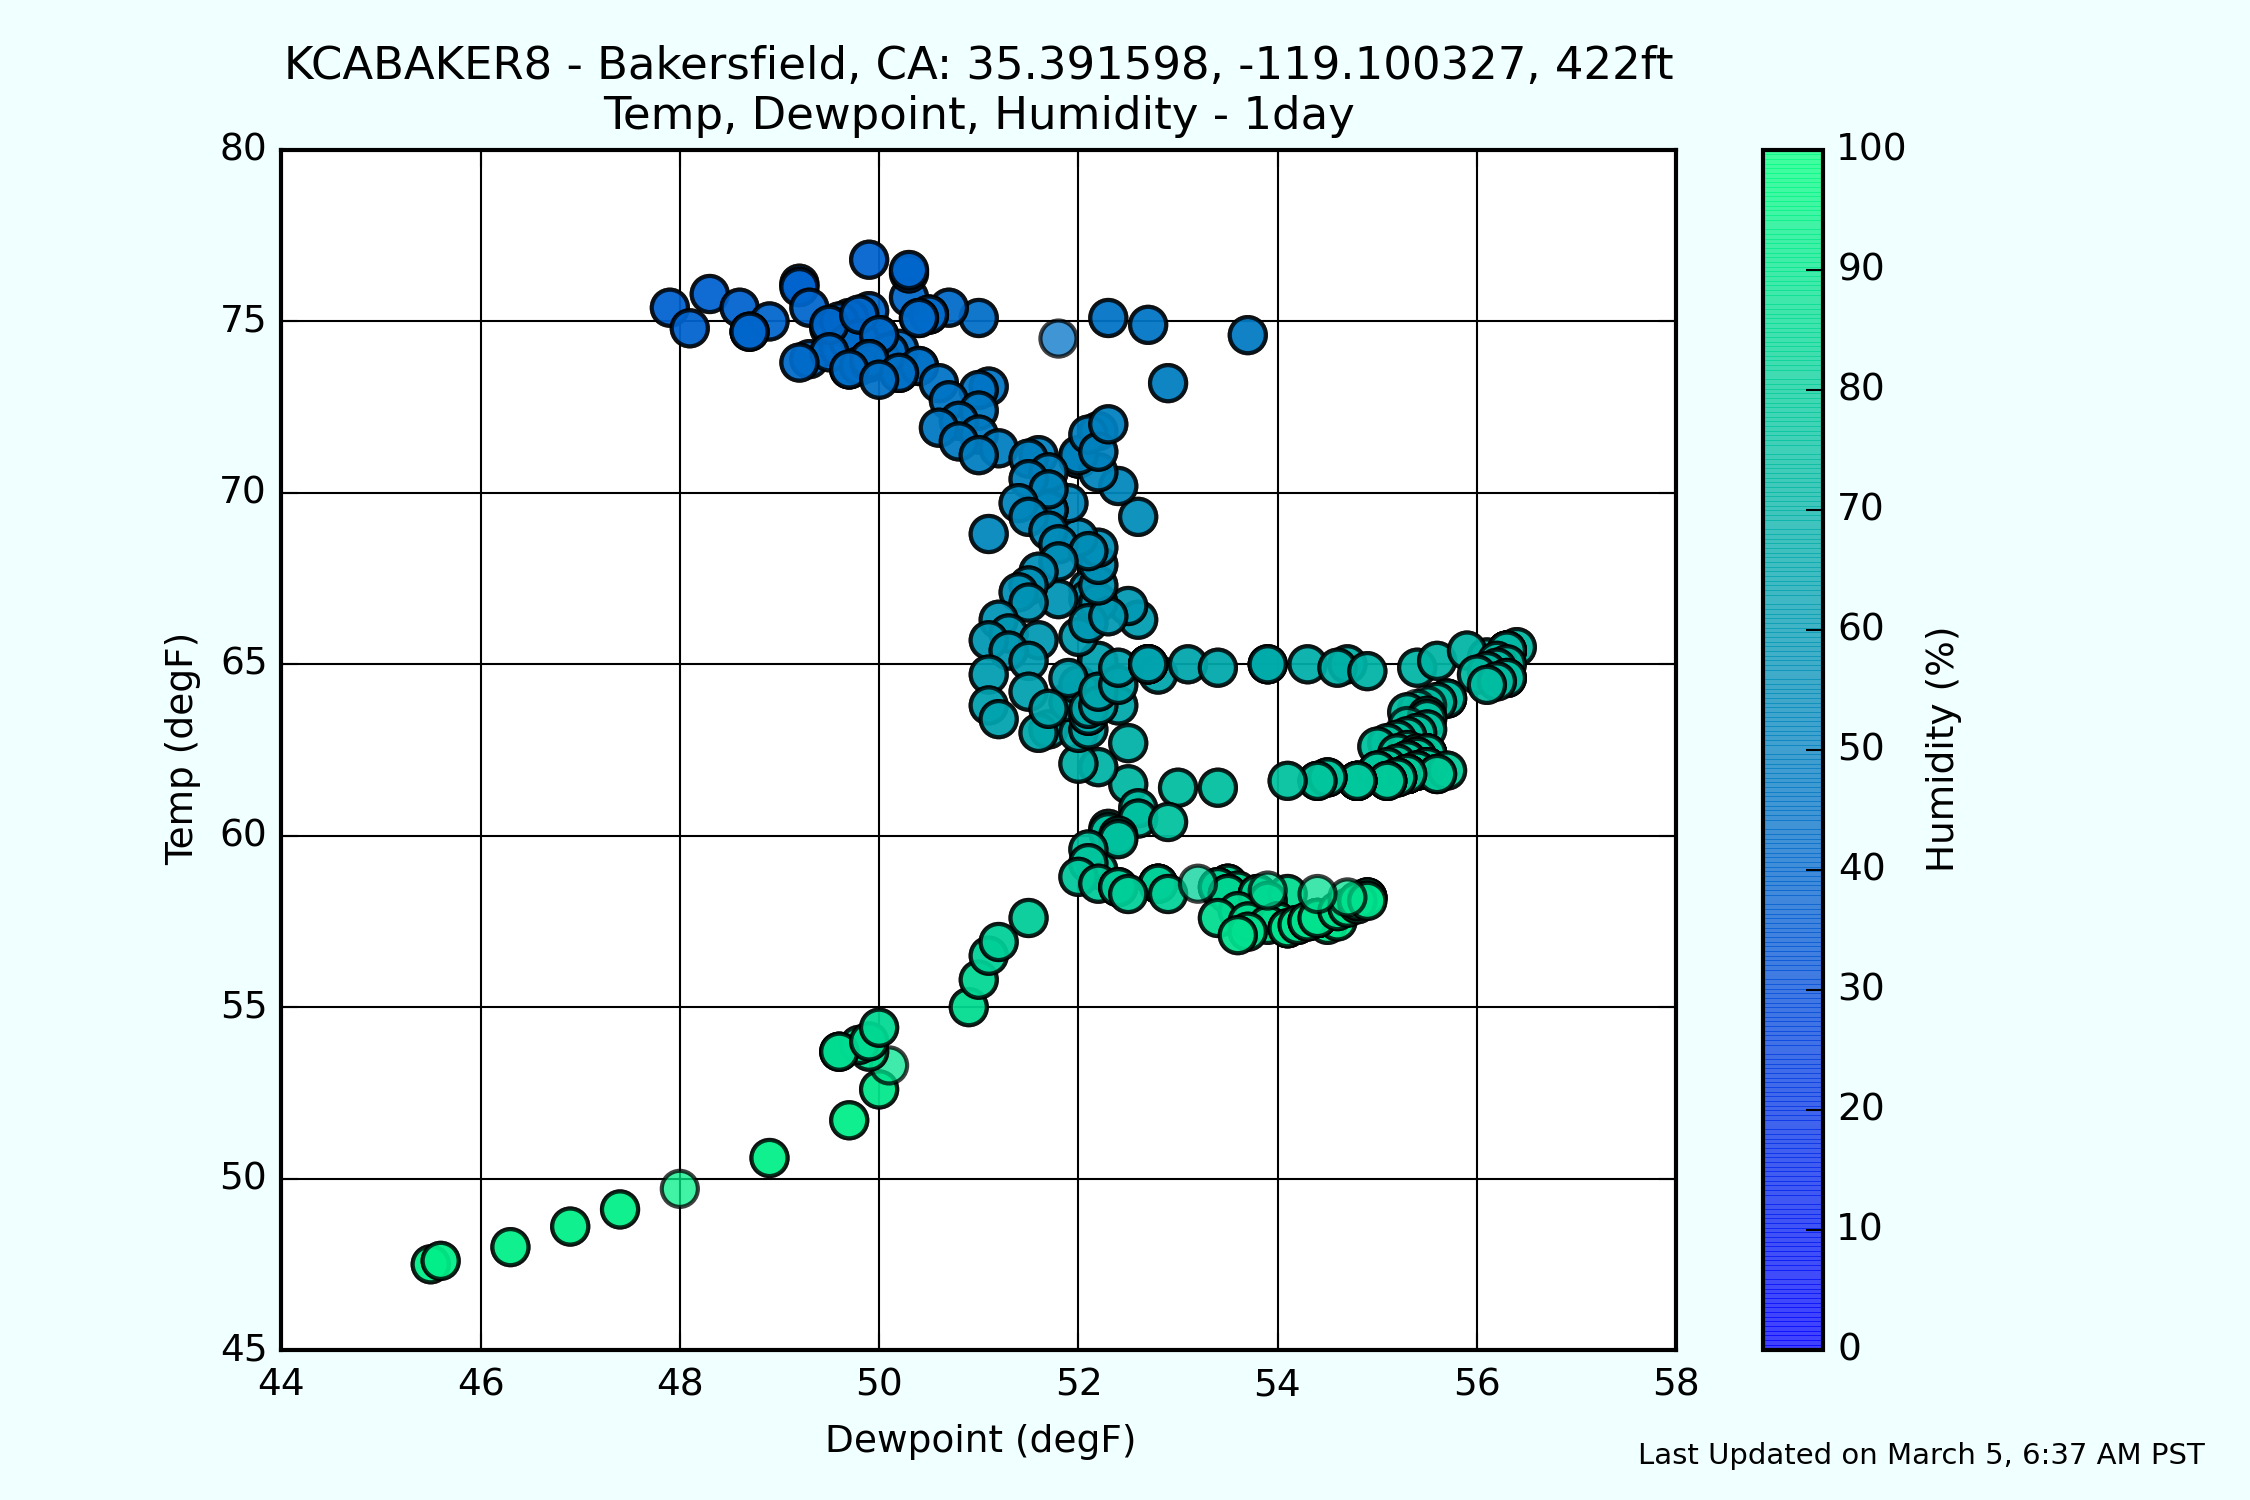 KCABAKER8 - Bakersfield, CA: 35.391598, -119.100327, 422ft
Temp, Dewpoint, Humidity - 1day
80
75
70
65
60
55
50
45
Temp (degF)
44 46 48 50 52 54 56 58
Dewpoint (degF)
100
90
80
70
60
50
40
30
20
10
0
Humidity (%)
Last Updated on March 5, 6:37 AM PST